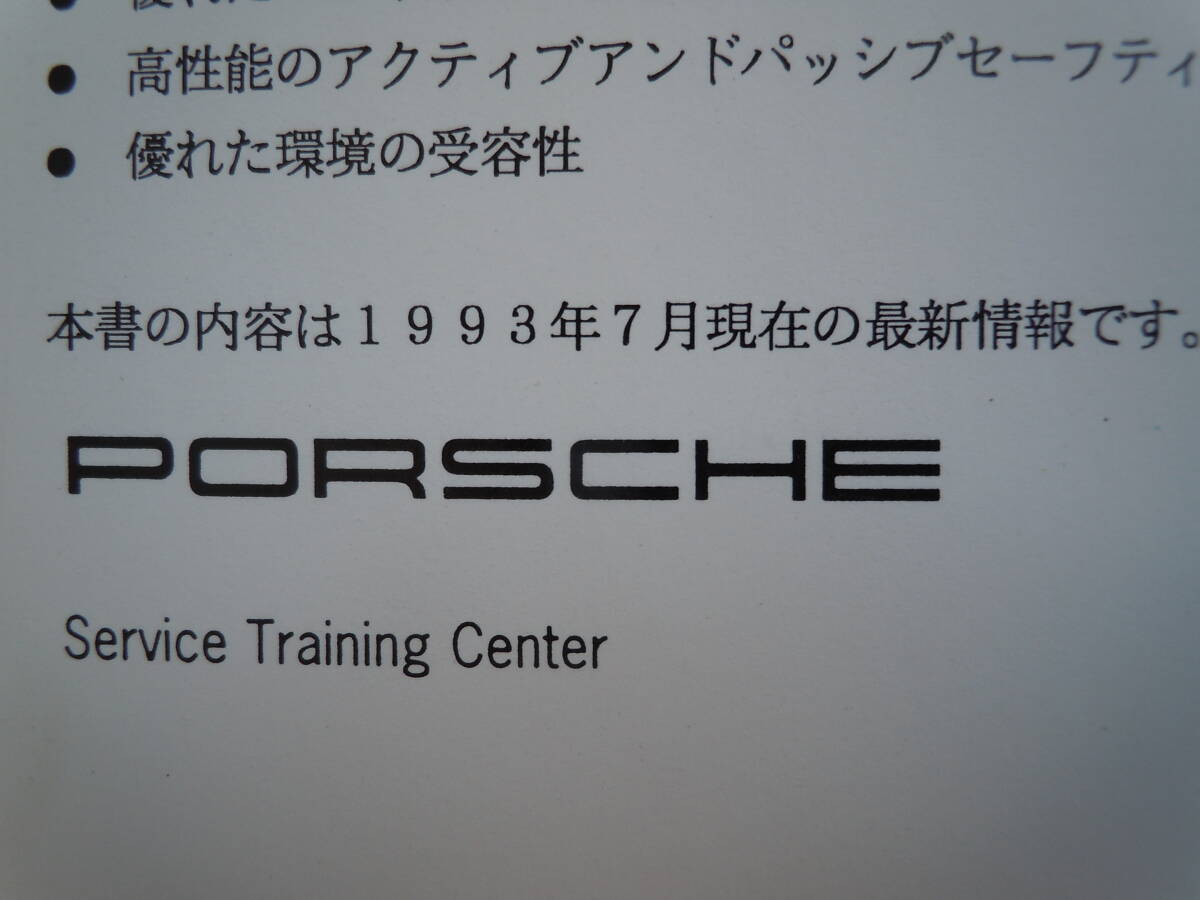 ● 高性能のアクティブアンドパッシブセーフティ
● 優れた環境の受容性
本書の内容は１９９３年７月現在の最新情報です。
PORSCHE
Service Training Center